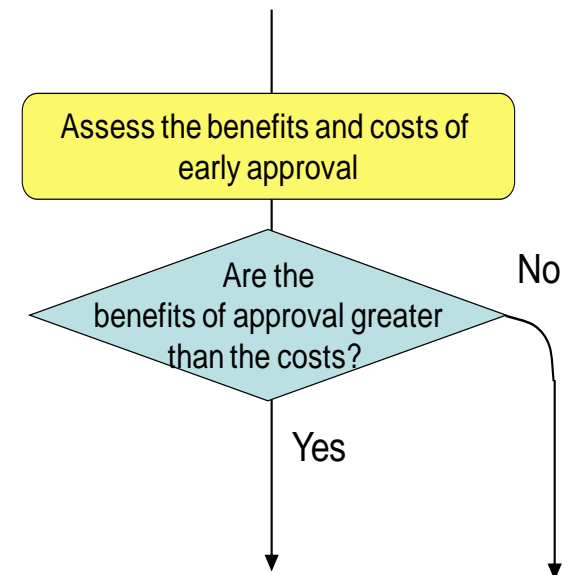 Assess the benefits and costs of
early approval
Are the
benefits of approval greater
than the costs?
No
Yes